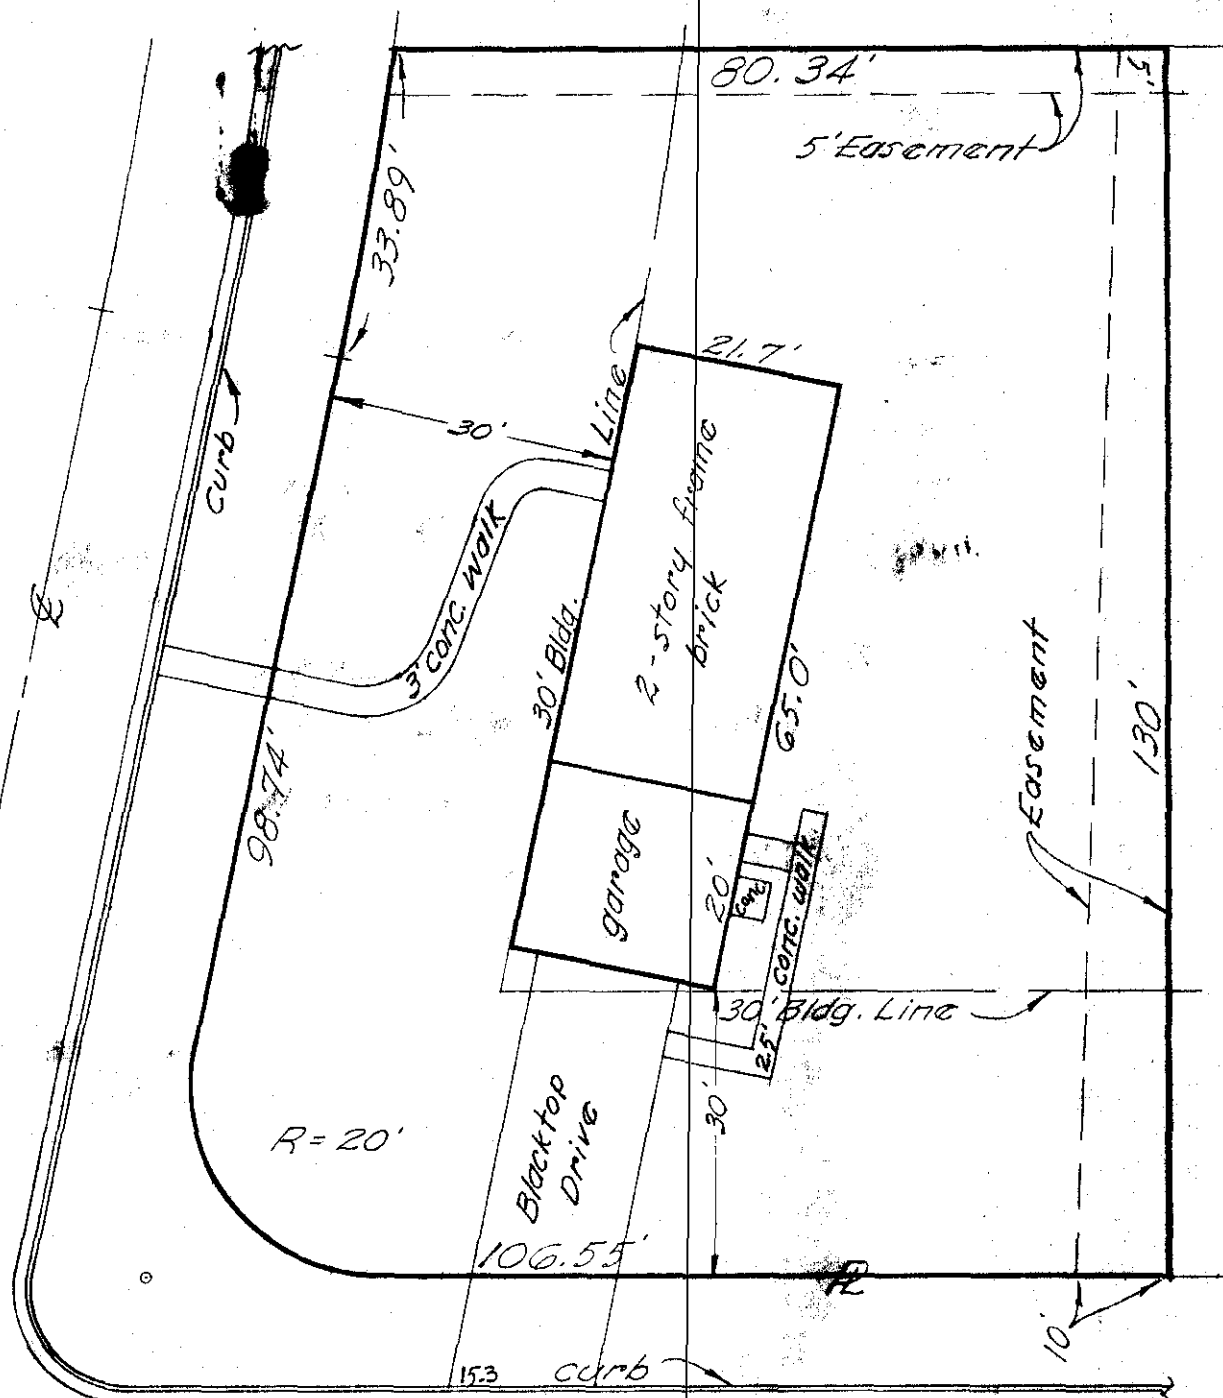 80.34'
5'
5' Easement
33.89'
21.7'
30'
Line
Curb
2-story frame
brick
3' conc. walk
30' Bldg.
65.0'
Easement
130'
98.74'
garage
20'
conc
conc. walk
30' Bldg. Line
2.5'
30'
R = 20'
Blacktop
Drive
106.55'
10'
15.3
curb